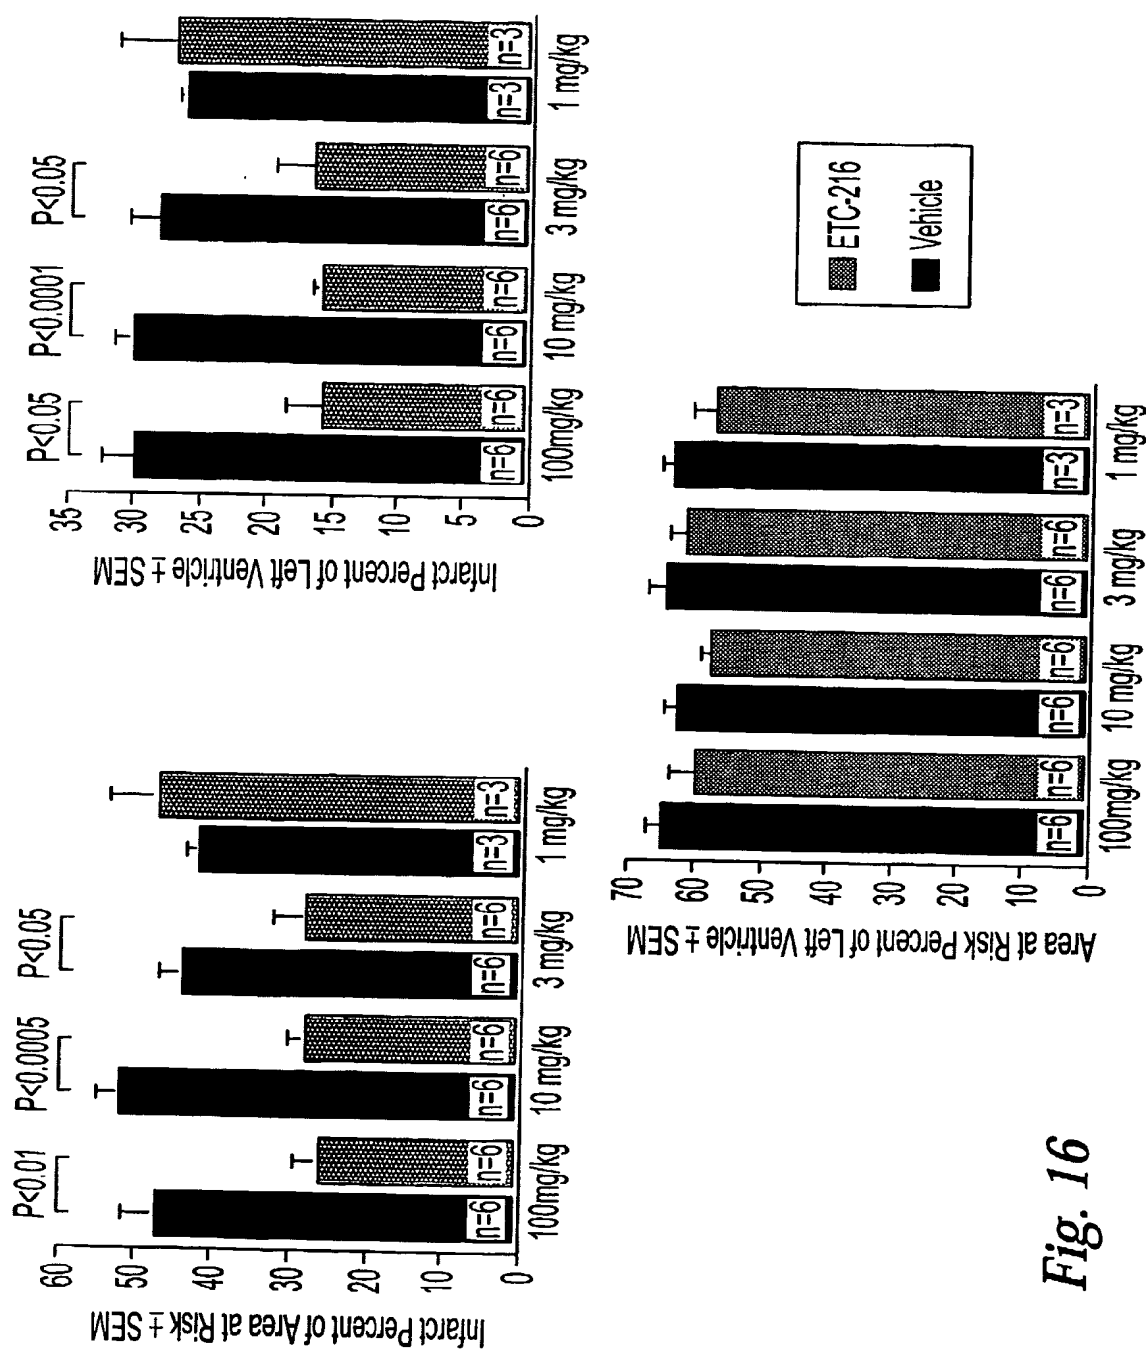 Infarct Percent of Area at Risk ± SEM
60
50
40
30
20
10
0
P<0.01
P<0.0005
P<0.05
n=6
n=6
n=6
n=6
n=6
n=6
n=3
n=3
100mg/kg
10 mg/kg
3 mg/kg
1 mg/kg
Infarct Percent of Left Ventricle ± SEM
35
30
25
20
15
10
5
0
P<0.05
P<0.0001
P<0.05
n=6
n=6
n=6
n=6
n=6
n=6
n=3
n=3
100mg/kg
10 mg/kg
3 mg/kg
1 mg/kg
Area at Risk Percent of Left Ventricle ± SEM
70
60
50
40
30
20
10
0
n=6
n=6
n=6
n=6
n=6
n=6
n=3
n=3
100mg/kg
10 mg/kg
3 mg/kg
1 mg/kg
ETC-216
Vehicle
Fig. 16